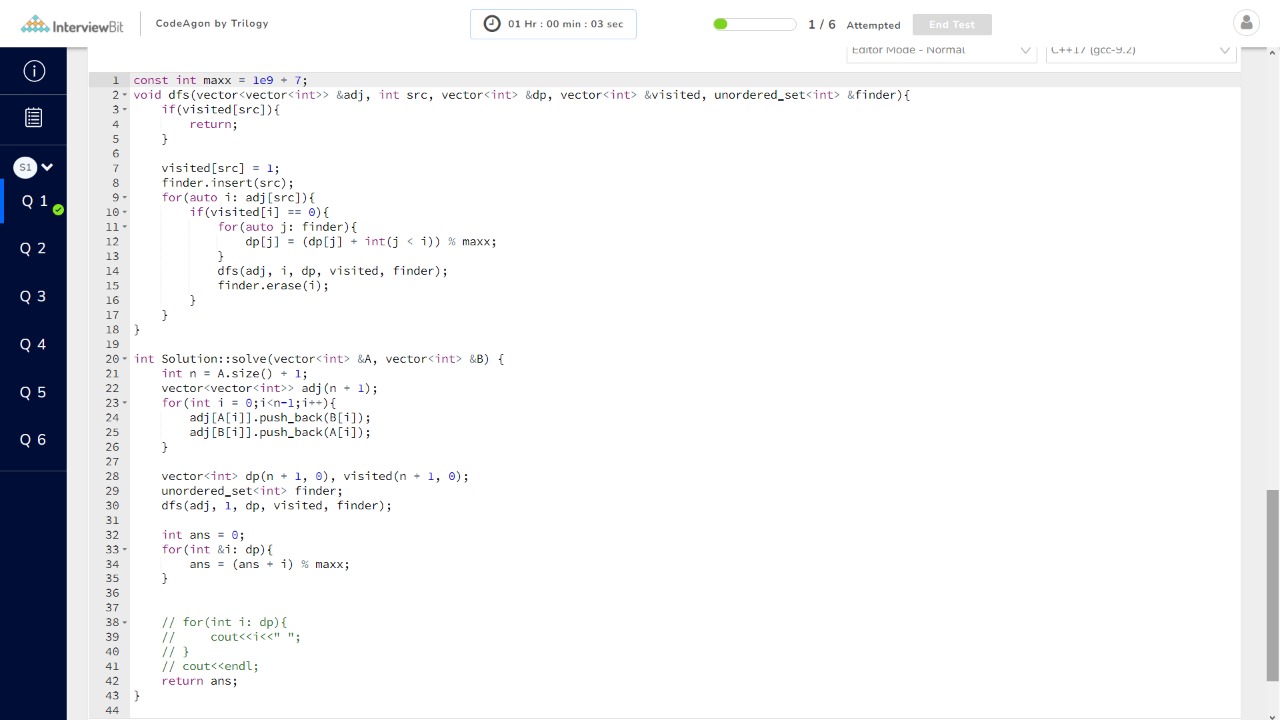 InterviewBit
CodeAgon by Trilogy
01 Hr : 00 min : 03 sec
1 / 6 Attempted
End Test
Editor Mode - Normal
C++17 (gcc-9.2)
S1
Q 1
Q 2
Q 3
Q 4
Q 5
Q 6
1 const int maxx = 1e9 + 7;
2 void dfs(vector<vector<int>> &adj, int src, vector<int> &dp, vector<int> &visited, unordered_set<int> &finder){
3     if(visited[src]){
4         return;
5     }
6
7     visited[src] = 1;
8     finder.insert(src);
9     for(auto i: adj[src]){
10         if(visited[i] == 0){
11             for(auto j: finder){
12                 dp[j] = (dp[j] + int(j < i)) % maxx;
13             }
14             dfs(adj, i, dp, visited, finder);
15             finder.erase(i);
16         }
17     }
18 }
19
20 int Solution::solve(vector<int> &A, vector<int> &B) {
21     int n = A.size() + 1;
22     vector<vector<int>> adj(n + 1);
23     for(int i = 0;i<n-1;i++){
24         adj[A[i]].push_back(B[i]);
25         adj[B[i]].push_back(A[i]);
26     }
27
28     vector<int> dp(n + 1, 0), visited(n + 1, 0);
29     unordered_set<int> finder;
30     dfs(adj, 1, dp, visited, finder);
31
32     int ans = 0;
33     for(int &i: dp){
34         ans = (ans + i) % maxx;
35     }
36
37
38     // for(int i: dp){
39     //     cout<<i<<" ";
40     // }
41     // cout<<endl;
42     return ans;
43 }
44